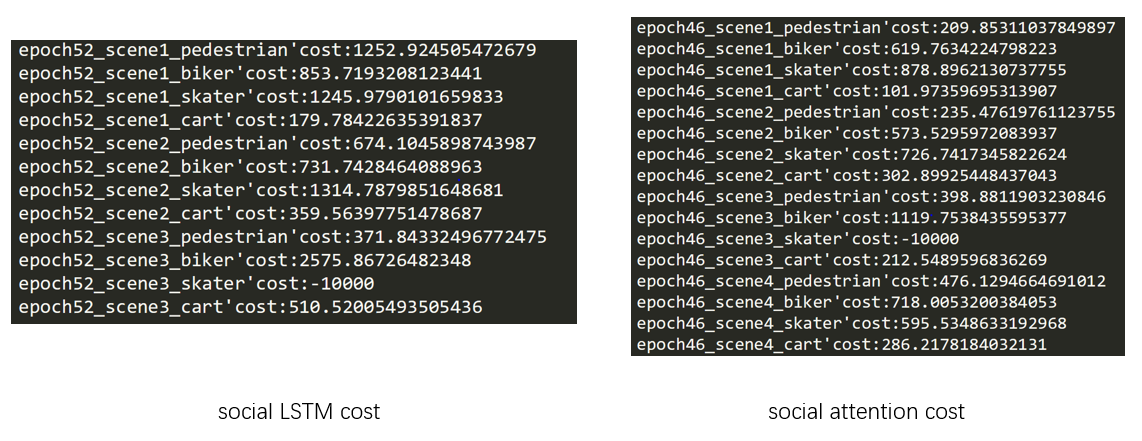 epoch52_scene1_pedestrian'cost:1252.924505472679
epoch52_scene1_biker'cost:853.7193208123441
epoch52_scene1_skater'cost:1245.9790101659833
epoch52_scene1_cart'cost:179.78422635391837
epoch52_scene2_pedestrian'cost:674.1045898743987
epoch52_scene2_biker'cost:731.7428464088963
epoch52_scene2_skater'cost:1314.7879851648681
epoch52_scene2_cart'cost:359.56397751478687
epoch52_scene3_pedestrian'cost:371.84332496772475
epoch52_scene3_biker'cost:2575.86726482348
epoch52_scene3_skater'cost:-10000
epoch52_scene3_cart'cost:510.52005493505436
social LSTM cost
epoch46_scene1_pedestrian'cost:209.85311037849897
epoch46_scene1_biker'cost:619.7634224798223
epoch46_scene1_skater'cost:878.8962130737755
epoch46_scene1_cart'cost:101.97359695313907
epoch46_scene2_pedestrian'cost:235.47619761123755
epoch46_scene2_biker'cost:573.5295972083937
epoch46_scene2_skater'cost:726.7417345822624
epoch46_scene2_cart'cost:302.89925448437043
epoch46_scene3_pedestrian'cost:398.8811903230846
epoch46_scene3_biker'cost:1119.7538435595377
epoch46_scene3_skater'cost:-10000
epoch46_scene3_cart'cost:212.5489596836269
epoch46_scene4_pedestrian'cost:476.1294664691012
epoch46_scene4_biker'cost:718.0053200384053
epoch46_scene4_skater'cost:595.5348633192968
epoch46_scene4_cart'cost:286.2178184032131
social attention cost